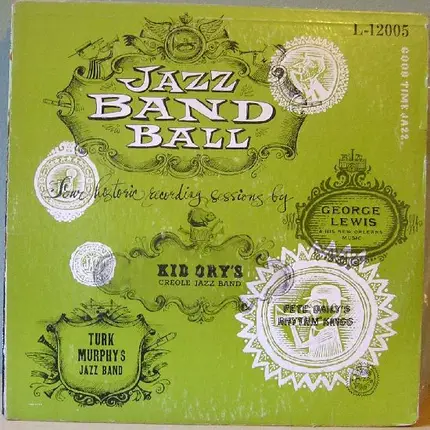 L-12005
GOOD TIME JAZZ
JAZZ
BAND
BALL
Four historic recording sessions by
GEORGE
LEWIS
& HIS NEW ORLEANS
MUSIC
KID ORY'S
CREOLE JAZZ BAND
PETE DAILY'S
RHYTHM KINGS
TURK
MURPHY'S
JAZZ BAND